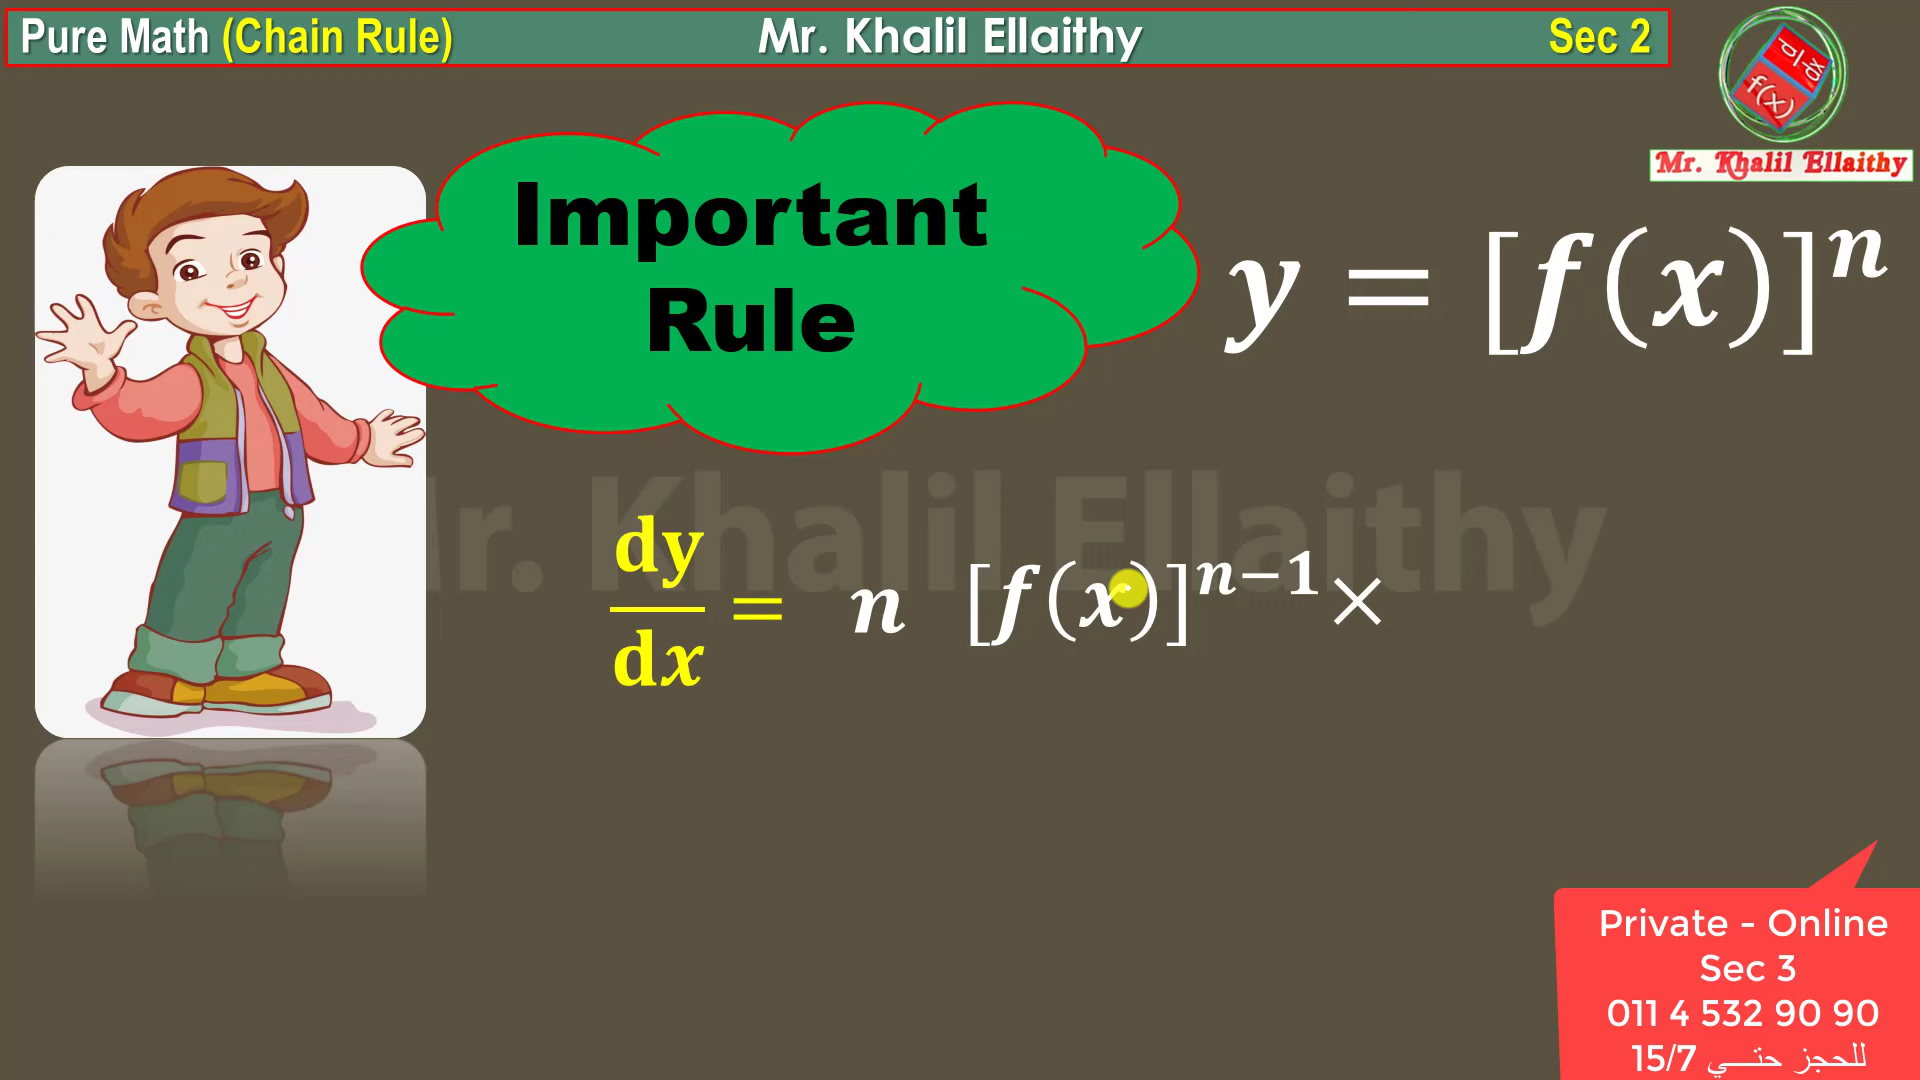 Pure Math (Chain Rule) Mr. Khalil Ellaithy Sec 2
f(x)
Mr. Khalil Ellaithy
Important
Rule
y = [f(x)]^n
Mr. Khalil Ellaithy
dy/dx = n [f(x)]^{n−1} ×
Private - Online
Sec 3
011 4 532 90 90
للحجز حتـــي 15/7